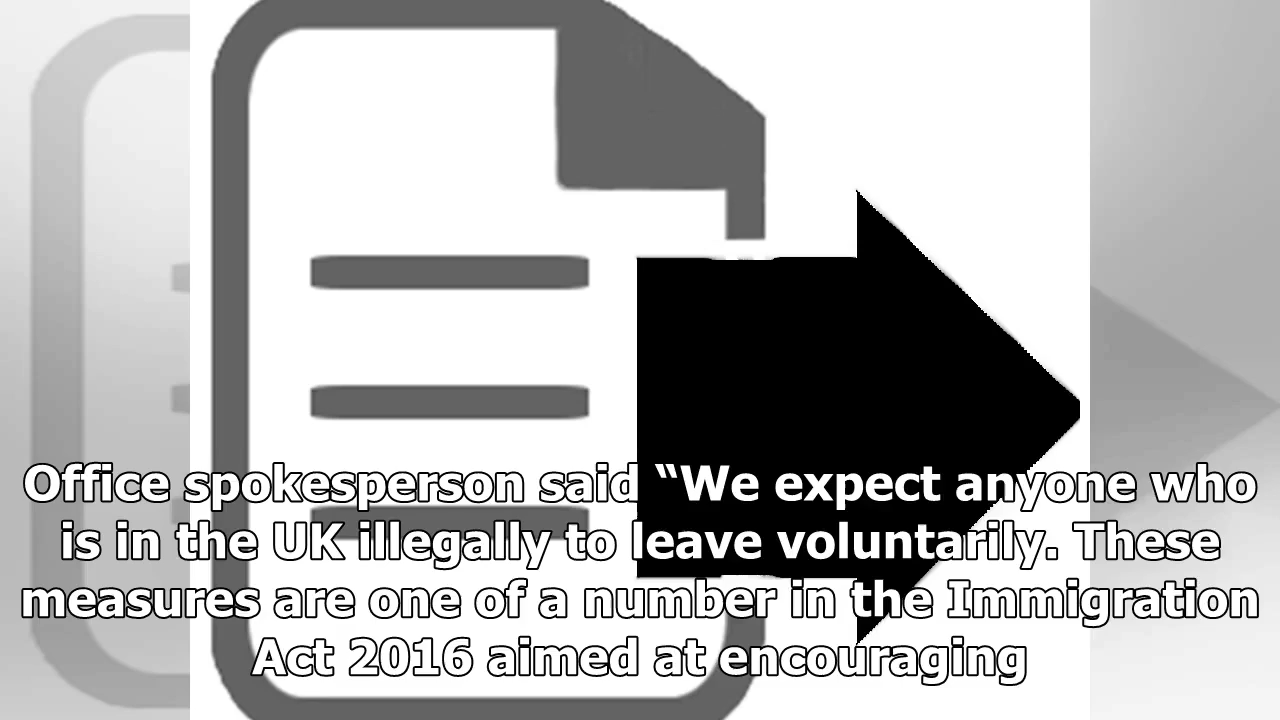 Office spokesperson said “We expect anyone who
is in the UK illegally to leave voluntarily. These
measures are one of a number in the Immigration
Act 2016 aimed at encouraging